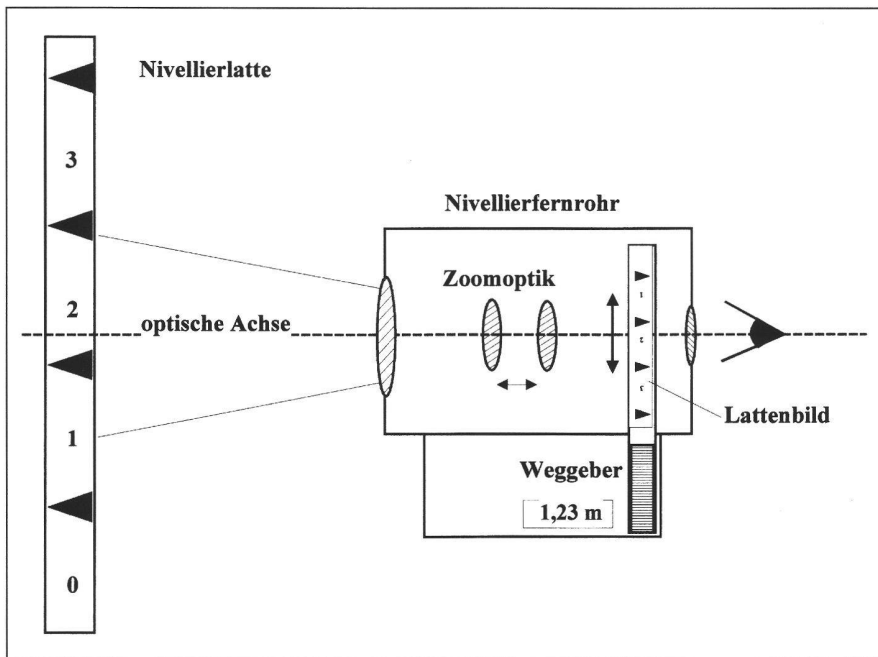 Nivellierlatte
3
Nivellierfernrohr
Zoomoptik
2
optische Achse
1
Lattenbild
Weggeber
1,23 m
0